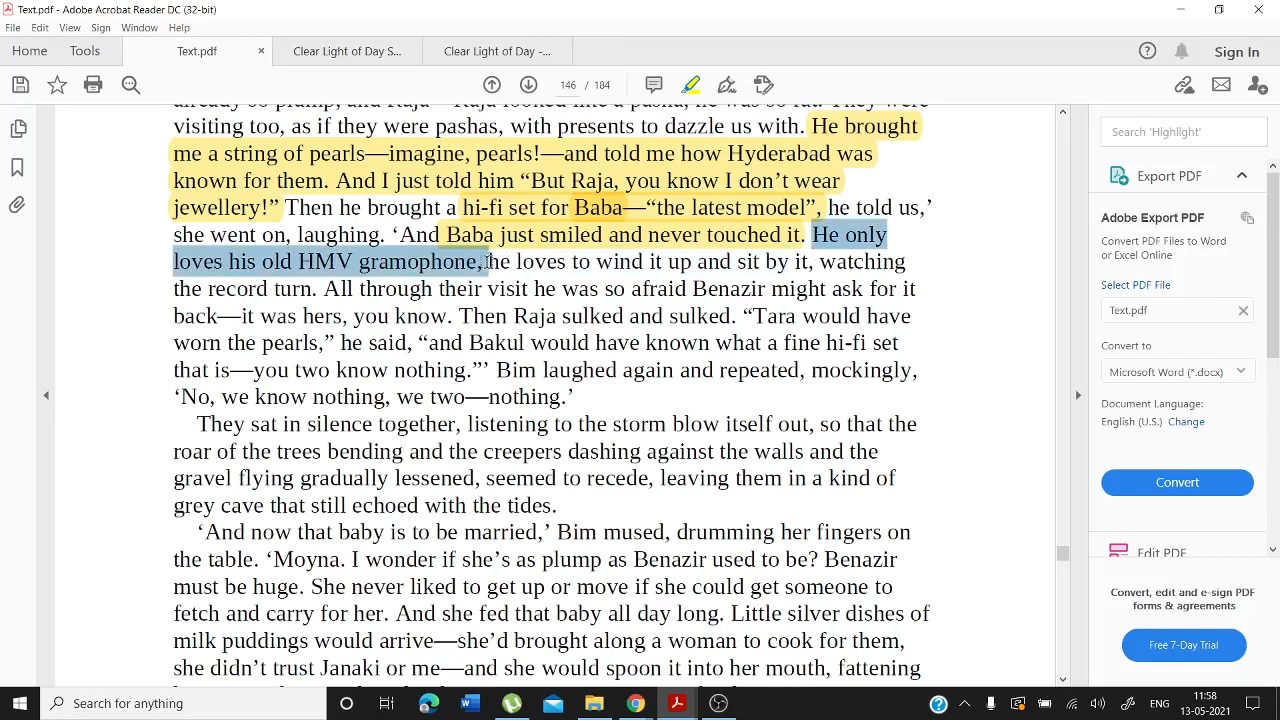 Text.pdf - Adobe Acrobat Reader DC (32-bit)
File Edit View Sign Window Help
Home Tools Text.pdf × Clear Light of Day S... Clear Light of Day -... Sign In
146 / 184
visiting too, as if they were pashas, with presents to dazzle us with. He brought
me a string of pearls—imagine, pearls!—and told me how Hyderabad was
known for them. And I just told him “But Raja, you know I don’t wear
jewellery!” Then he brought a hi-fi set for Baba—“the latest model”, he told us,’
she went on, laughing. ‘And Baba just smiled and never touched it. He only
loves his old HMV gramophone, he loves to wind it up and sit by it, watching
the record turn. All through their visit he was so afraid Benazir might ask for it
back—it was hers, you know. Then Raja sulked and sulked. “Tara would have
worn the pearls,” he said, “and Bakul would have known what a fine hi-fi set
that is—you two know nothing.”’ Bim laughed again and repeated, mockingly,
‘No, we know nothing, we two—nothing.’
They sat in silence together, listening to the storm blow itself out, so that the
roar of the trees bending and the creepers dashing against the walls and the
gravel flying gradually lessened, seemed to recede, leaving them in a kind of
grey cave that still echoed with the tides.
‘And now that baby is to be married,’ Bim mused, drumming her fingers on
the table. ‘Moyna. I wonder if she’s as plump as Benazir used to be? Benazir
must be huge. She never liked to get up or move if she could get someone to
fetch and carry for her. And she fed that baby all day long. Little silver dishes of
milk puddings would arrive—she’d brought along a woman to cook for them,
she didn’t trust Janaki or me—and she would spoon it into her mouth, fattening
Search 'Highlight'
Export PDF
Adobe Export PDF
Convert PDF Files to Word
or Excel Online
Select PDF File
Text.pdf
Convert to
Microsoft Word (*.docx)
Document Language:
English (U.S.) Change
Convert
Edit PDF
Convert, edit and e-sign PDF
forms & agreements
Free 7-Day Trial
Search for anything
ENG
11:58
13-05-2021